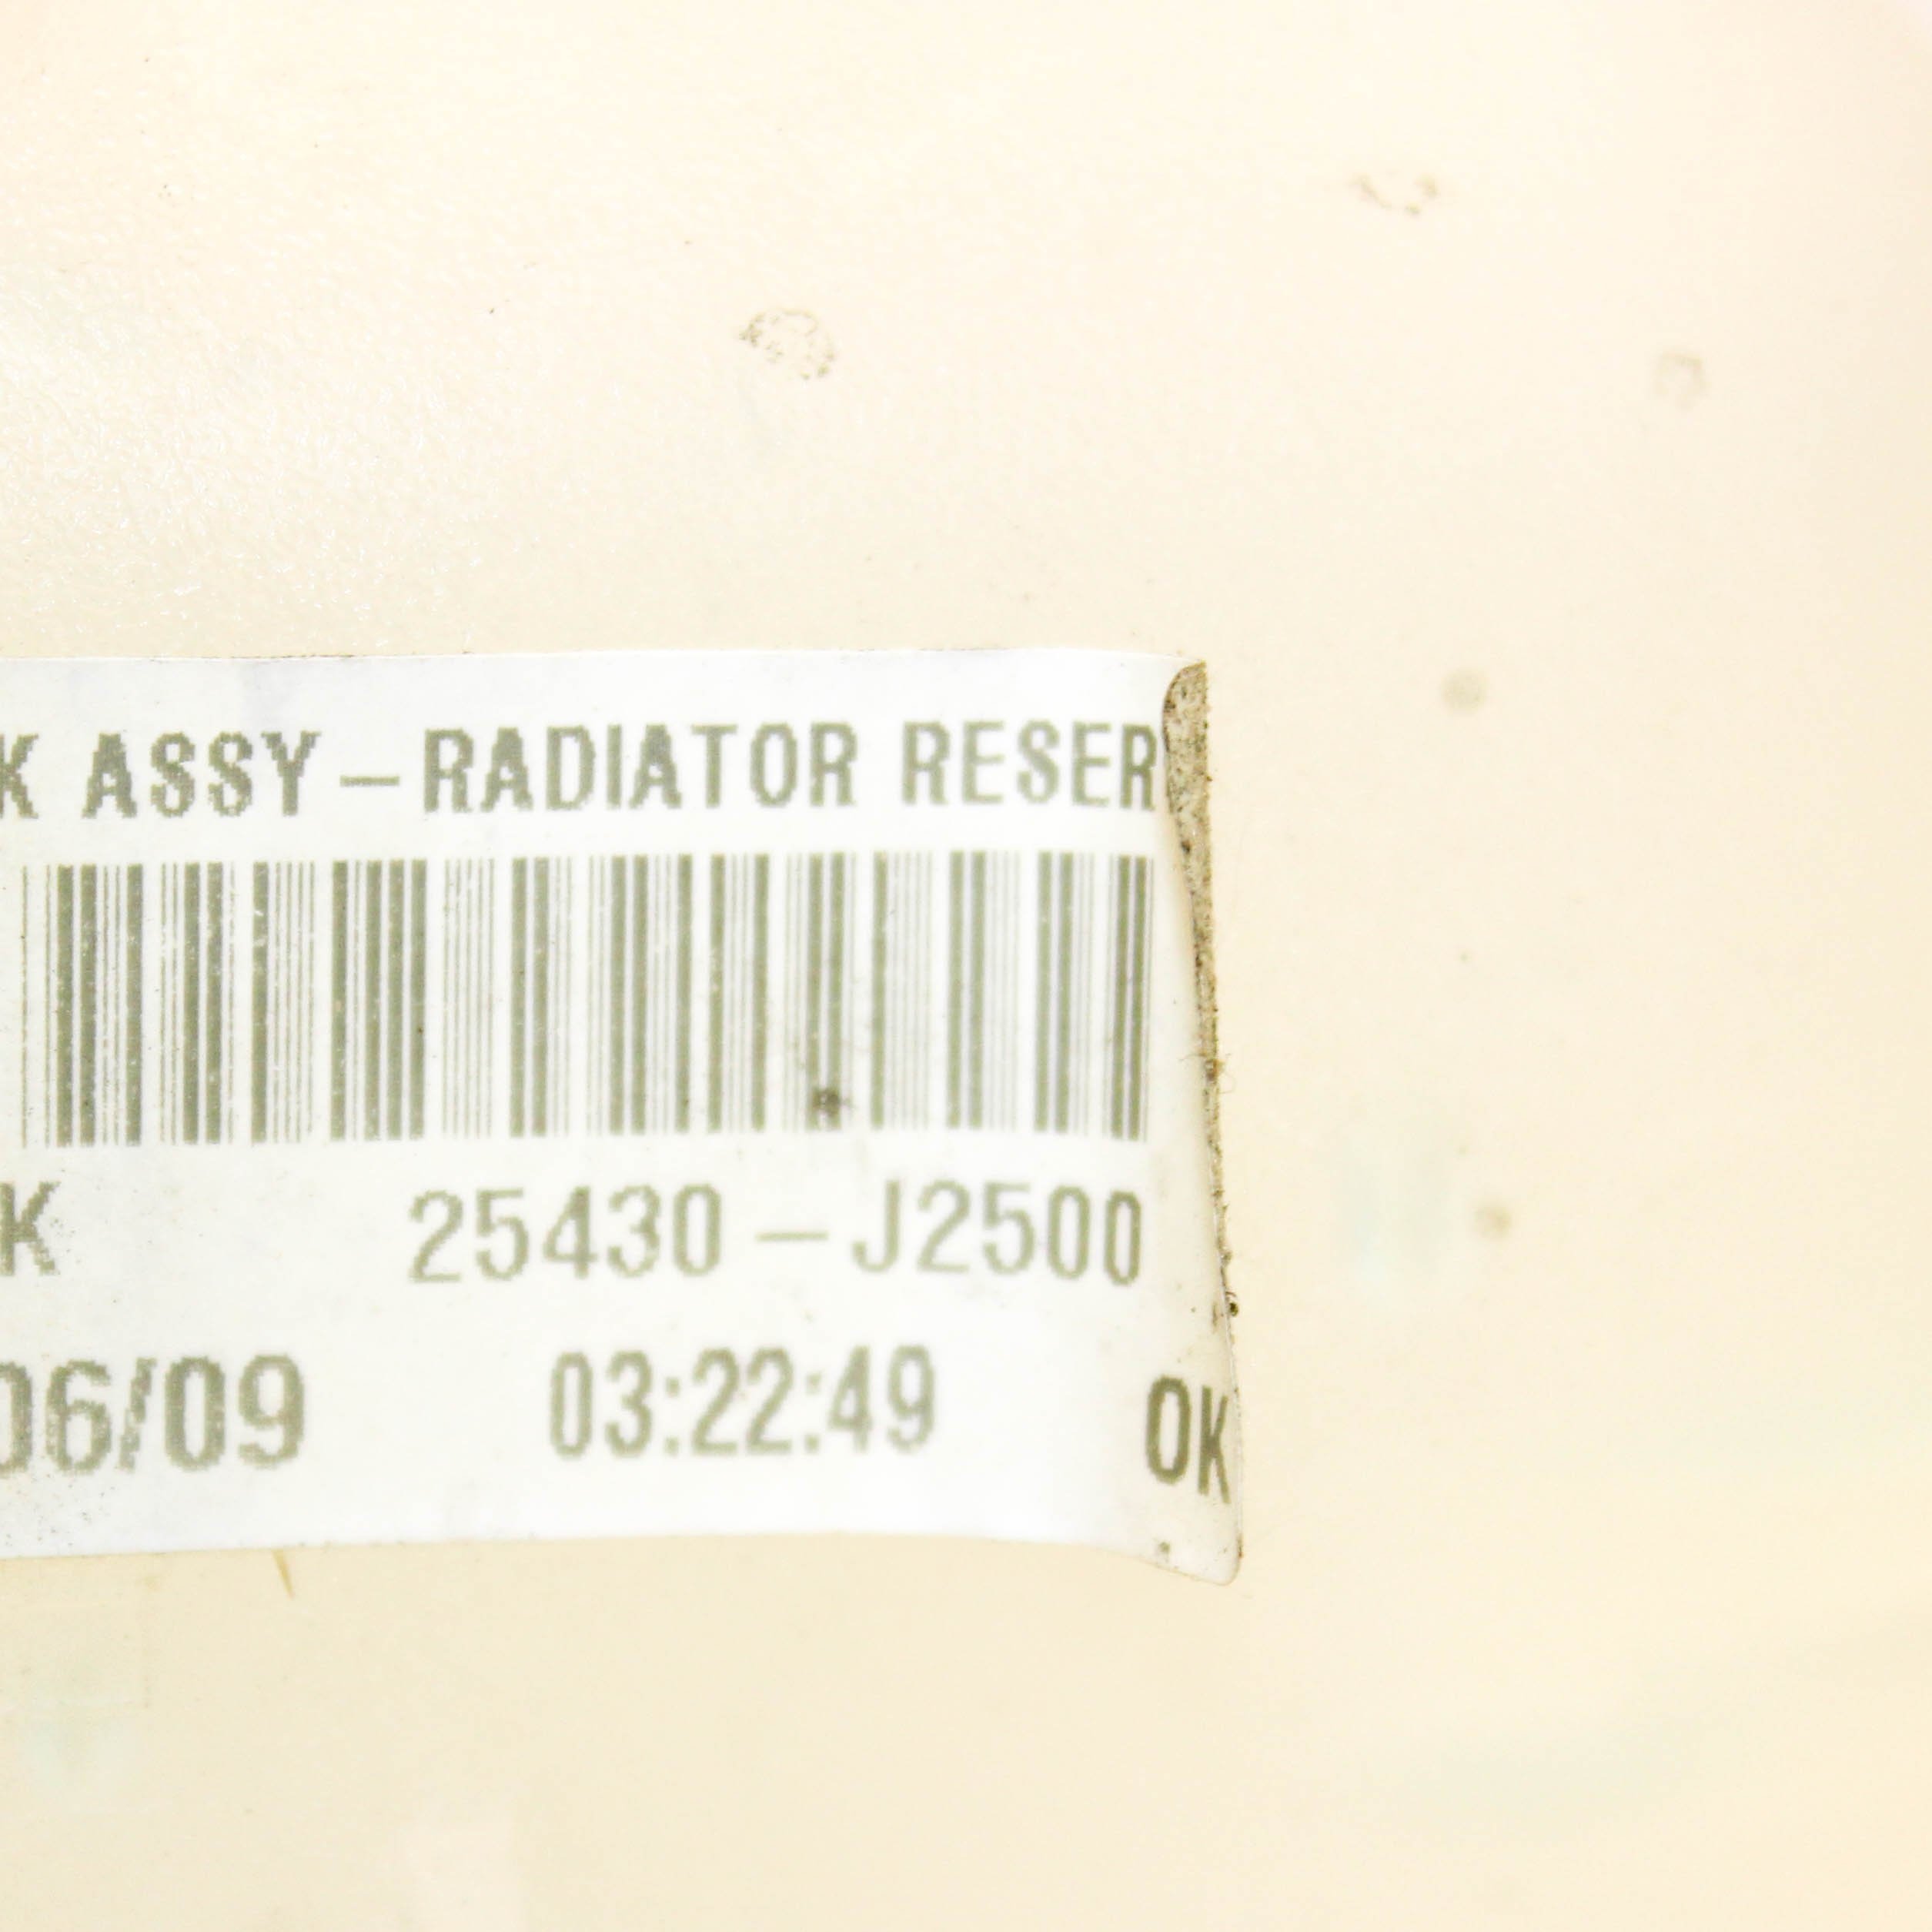 K ASSY-RADIATOR RESER
K 25430-J2500
06/09 03:22:49 OK